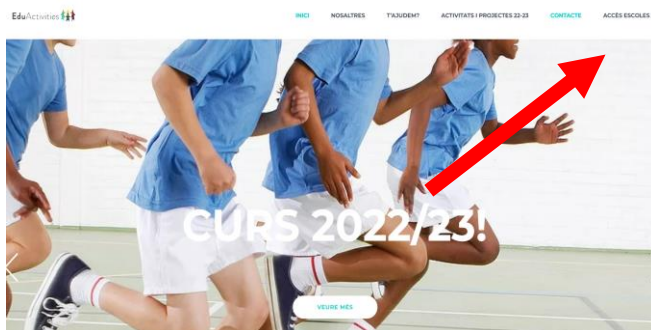 EduActivities
INICI NOSALTRES T'AJUDEM? ACTIVITATS I PROJECTES 22-23 CONTACTE ACCÉS ESCOLES
CURS 2022/23!
VEURE MÉS